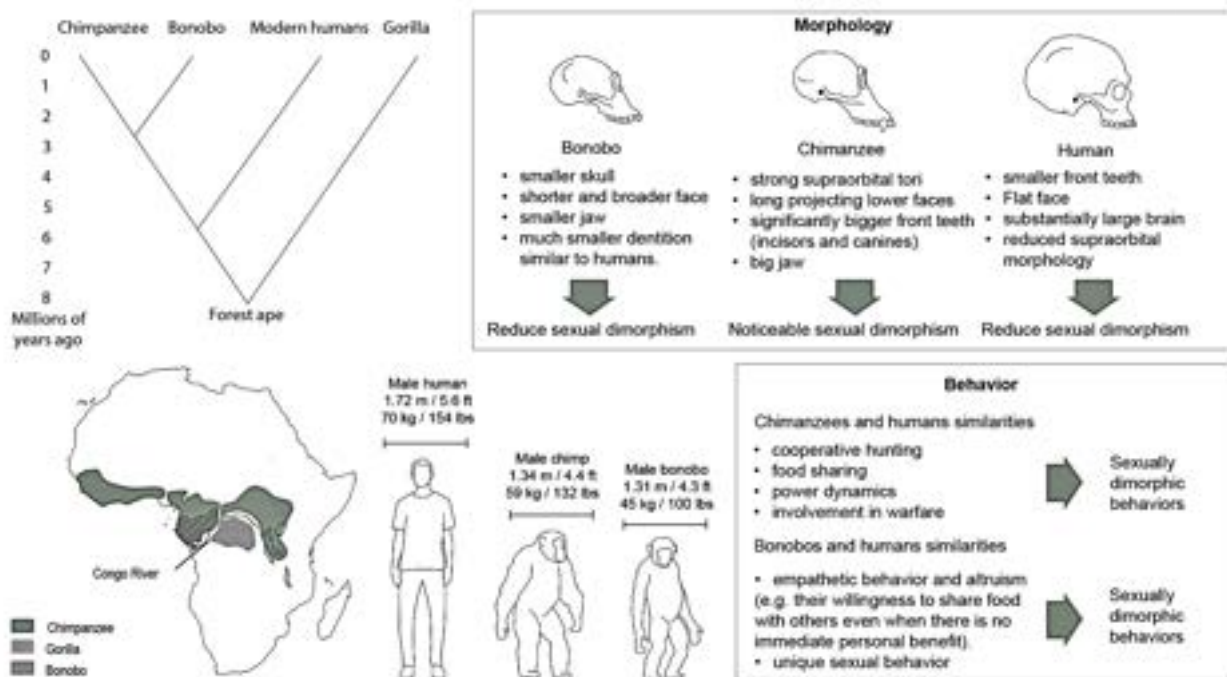 Chimpanzee Bonobo Modern humans Gorilla
0
1
2
3
4
5
6
7
8
Millions of
years ago
Forest ape
Morphology
Bonobo
• smaller skull
• shorter and broader face
• smaller jaw
• much smaller dentition
similar to humans.
Reduce sexual dimorphism
Chimanzee
• strong supraorbital tori
• long projecting lower faces
• significantly bigger front teeth
(incisors and canines)
• big jaw
Noticeable sexual dimorphism
Human
• smaller front teeth
• Flat face
• substantially large brain
• reduced supraorbital
morphology
Reduce sexual dimorphism
Congo River
Chimpanzee
Gorilla
Bonobo
Male human
1.72 m / 5.6 ft
70 kg / 154 lbs
Male chimp
1.34 m / 4.4 ft
59 kg / 132 lbs
Male bonobo
1.31 m / 4.3 ft
45 kg / 100 lbs
Behavior
Chimanzees and humans similarities
• cooperative hunting
• food sharing
• power dynamics
• involvement in warfare
Sexually
dimorphic
behaviors
Bonobos and humans similarities
• empathetic behavior and altruism
(e.g. their willingness to share food
with others even when there is no
immediate personal benefit).
• unique sexual behavior
Sexually
dimorphic
behaviors